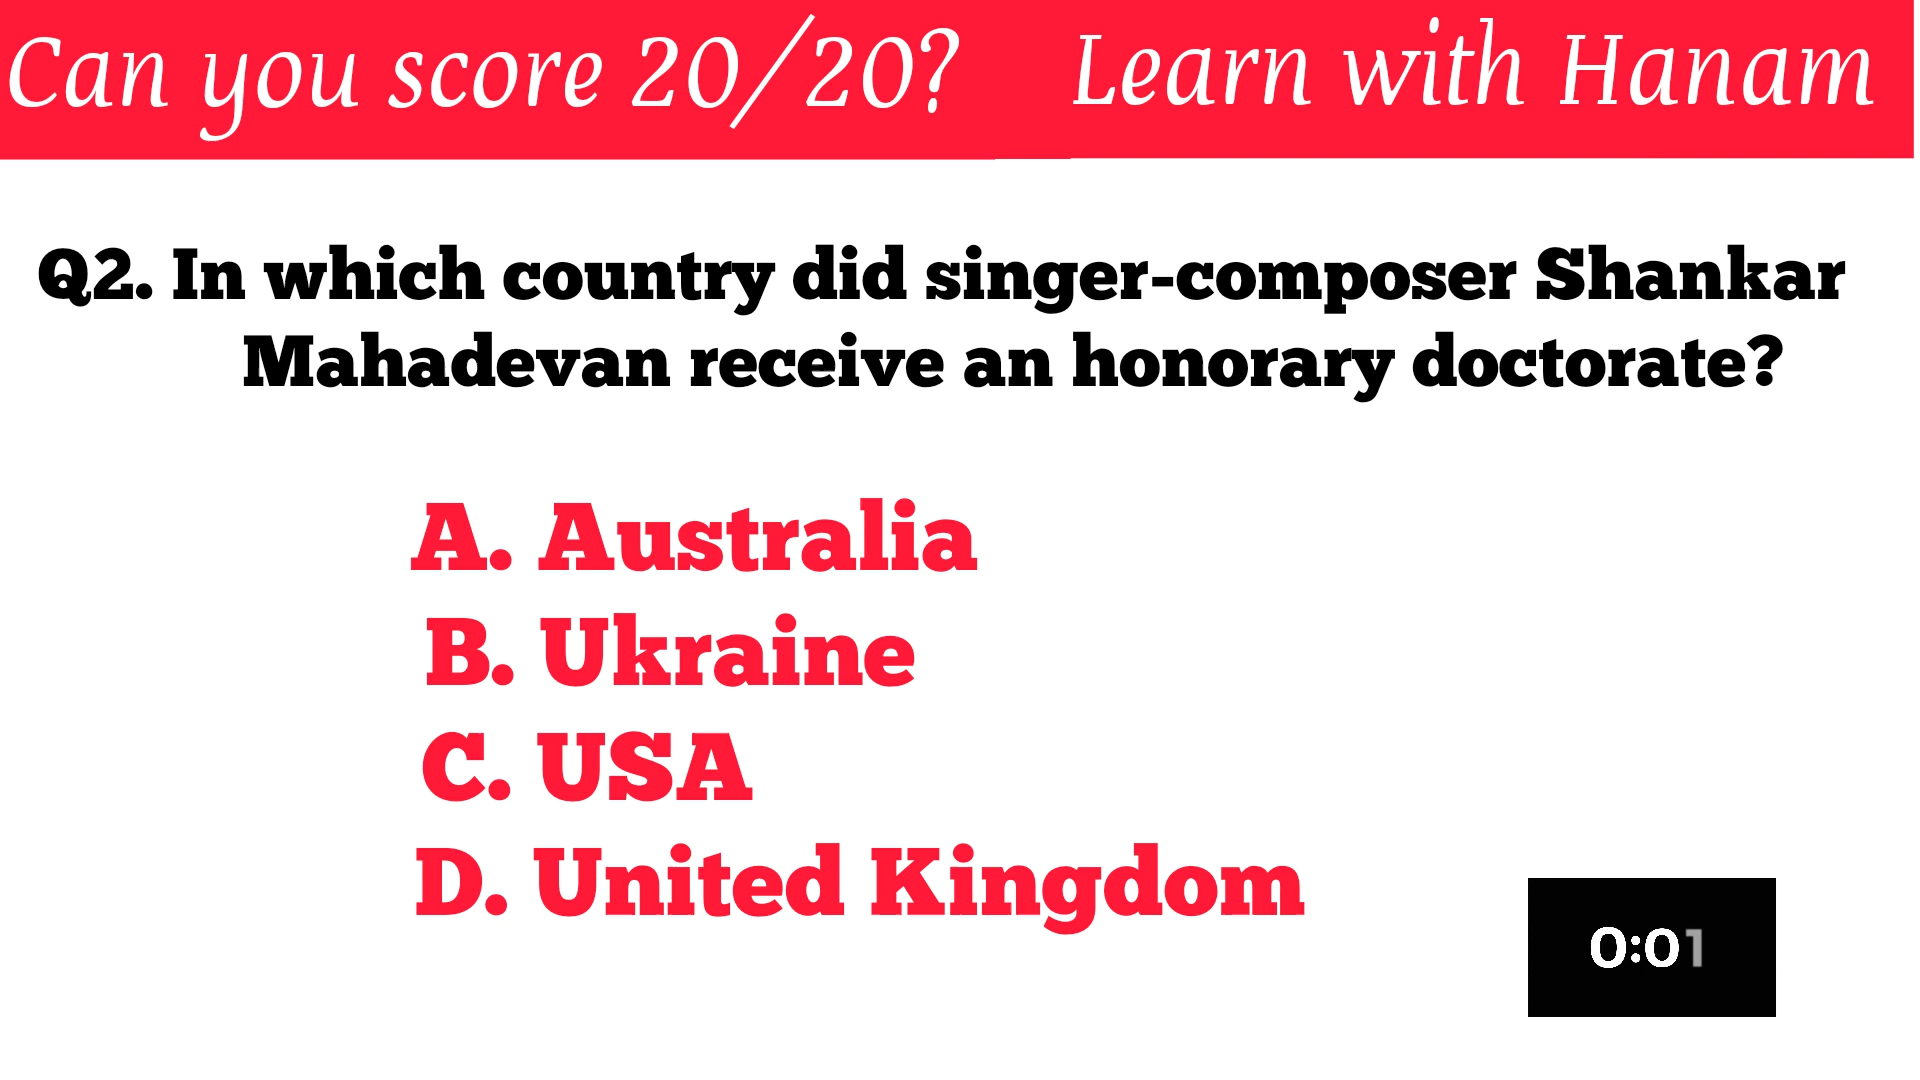 Can you score 20/20? Learn with Hanam
Q2. In which country did singer-composer Shankar
Mahadevan receive an honorary doctorate?
A. Australia
B. Ukraine
C. USA
D. United Kingdom
0:01